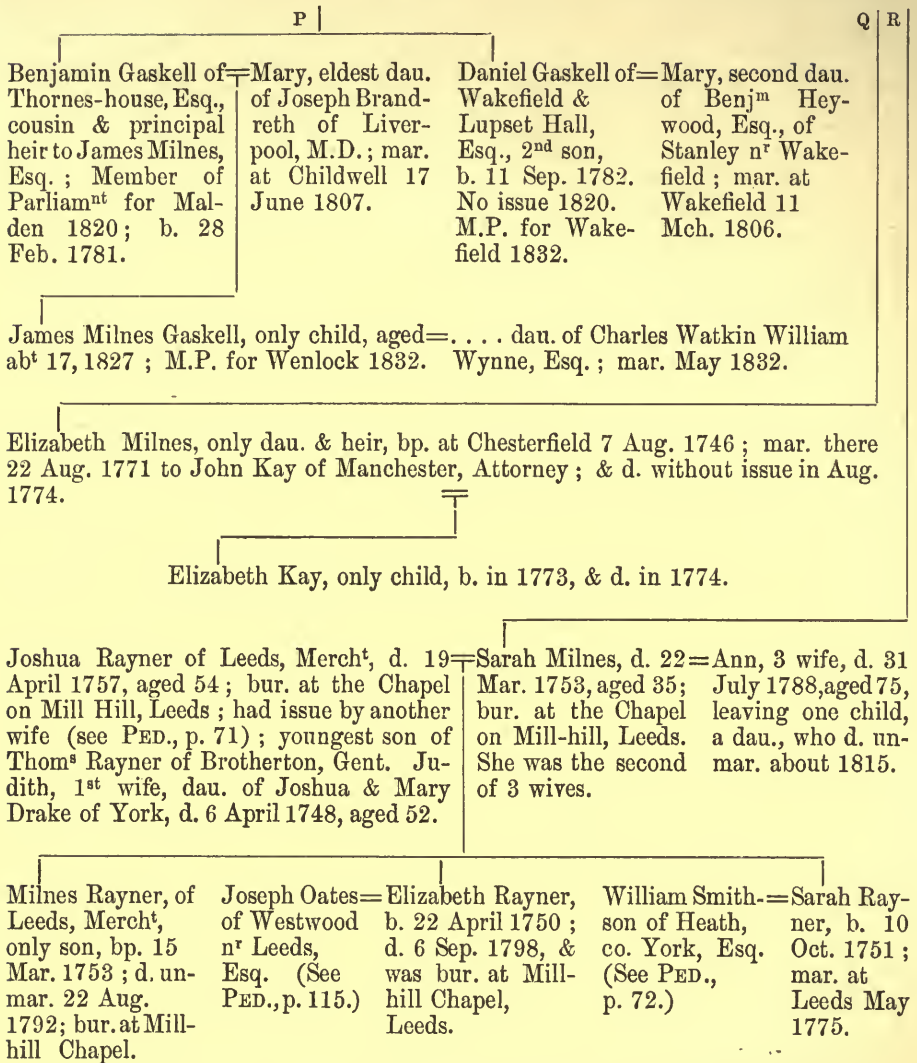 P
Q R
Benjamin Gaskell of
Thornes-house, Esq.,
cousin & principal
heir to James Milnes,
Esq. ; Member of
Parliamⁿᵗ for Mal-
den 1820 ; b. 28
Feb. 1781.
=Mary, eldest dau.
of Joseph Brand-
reth of Liver-
pool, M.D. ; mar.
at Childwell 17
June 1807.
Daniel Gaskell of
Wakefield &
Lupset Hall,
Esq., 2ⁿᵈ son,
b. 11 Sep. 1782.
No issue 1820.
M.P. for Wake-
field 1832.
=Mary, second dau.
of Benjᵐ Hey-
wood, Esq., of
Stanley nʳ Wake-
field ; mar. at
Wakefield 11
Mch. 1806.
James Milnes Gaskell, only child, aged
abᵗ 17, 1827 ; M.P. for Wenlock 1832.
=. . . . dau. of Charles Watkin William
Wynne, Esq. ; mar. May 1832.
Elizabeth Milnes, only dau. & heir, bp. at Chesterfield 7 Aug. 1746 ; mar. there
22 Aug. 1771 to John Kay of Manchester, Attorney ; & d. without issue in Aug.
1774.
=
Elizabeth Kay, only child, b. in 1773, & d. in 1774.
Joshua Rayner of Leeds, Merchᵗ, d. 19
April 1757, aged 54 ; bur. at the Chapel
on Mill Hill, Leeds ; had issue by another
wife (see PED., p. 71) ; youngest son of
Thomˢ Rayner of Brotherton, Gent. Ju-
dith, 1ˢᵗ wife, dau. of Joshua & Mary
Drake of York, d. 6 April 1748, aged 52.
=Sarah Milnes, d. 22
Mar. 1753, aged 35;
bur. at the Chapel
on Mill-hill, Leeds.
She was the second
of 3 wives.
=Ann, 3 wife, d. 31
July 1788, aged 75,
leaving one child,
a dau., who d. un-
mar. about 1815.
Milnes Rayner, of
Leeds, Merchᵗ,
only son, bp. 15
Mar. 1753 ; d. un-
mar. 22 Aug.
1792; bur. at Mill-
hill Chapel.
Joseph Oates
of Westwood
nʳ Leeds,
Esq. (See
PED., p. 115.)
=Elizabeth Rayner,
b. 22 April 1750 ;
d. 6 Sep. 1798, &
was bur. at Mill-
hill Chapel,
Leeds.
William Smith-
son of Heath,
co. York, Esq.
(See PED.,
p. 72.)
=Sarah Ray-
ner, b. 10
Oct. 1751 ;
mar. at
Leeds May
1775.